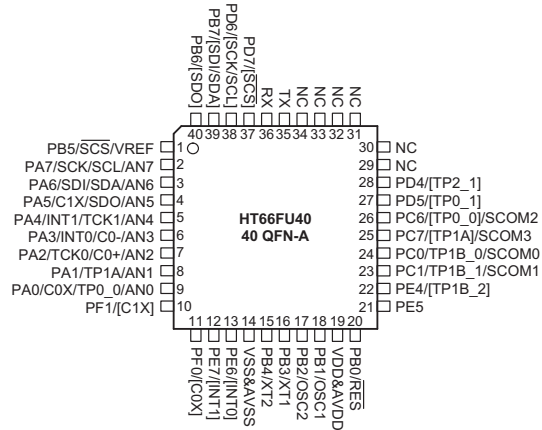 PB6/[SDO]
PB7/[SDI/SDA]
PD6/[SCK/SCL]
PD7/[SCS]
RX
TX
NC
NC
NC
NC
40 39 38 37 36 35 34 33 32 31
PB5/SCS/VREF 1
PA7/SCK/SCL/AN7 2
PA6/SDI/SDA/AN6 3
PA5/C1X/SDO/AN5 4
PA4/INT1/TCK1/AN4 5
PA3/INT0/C0-/AN3 6
PA2/TCK0/C0+/AN2 7
PA1/TP1A/AN1 8
PA0/C0X/TP0_0/AN0 9
PF1/[C1X] 10
HT66FU40
40 QFN-A
30 NC
29 NC
28 PD4/[TP2_1]
27 PD5/[TP0_1]
26 PC6/[TP0_0]/SCOM2
25 PC7/[TP1A]/SCOM3
24 PC0/TP1B_0/SCOM0
23 PC1/TP1B_1/SCOM1
22 PE4/[TP1B_2]
21 PE5
11 12 13 14 15 16 17 18 19 20
PF0/[C0X]
PE7/[INT1]
PE6/[INT0]
VSS&AVSS
PB4/XT2
PB3/XT1
PB2/OSC2
PB1/OSC1
VDD&AVDD
PB0/RES